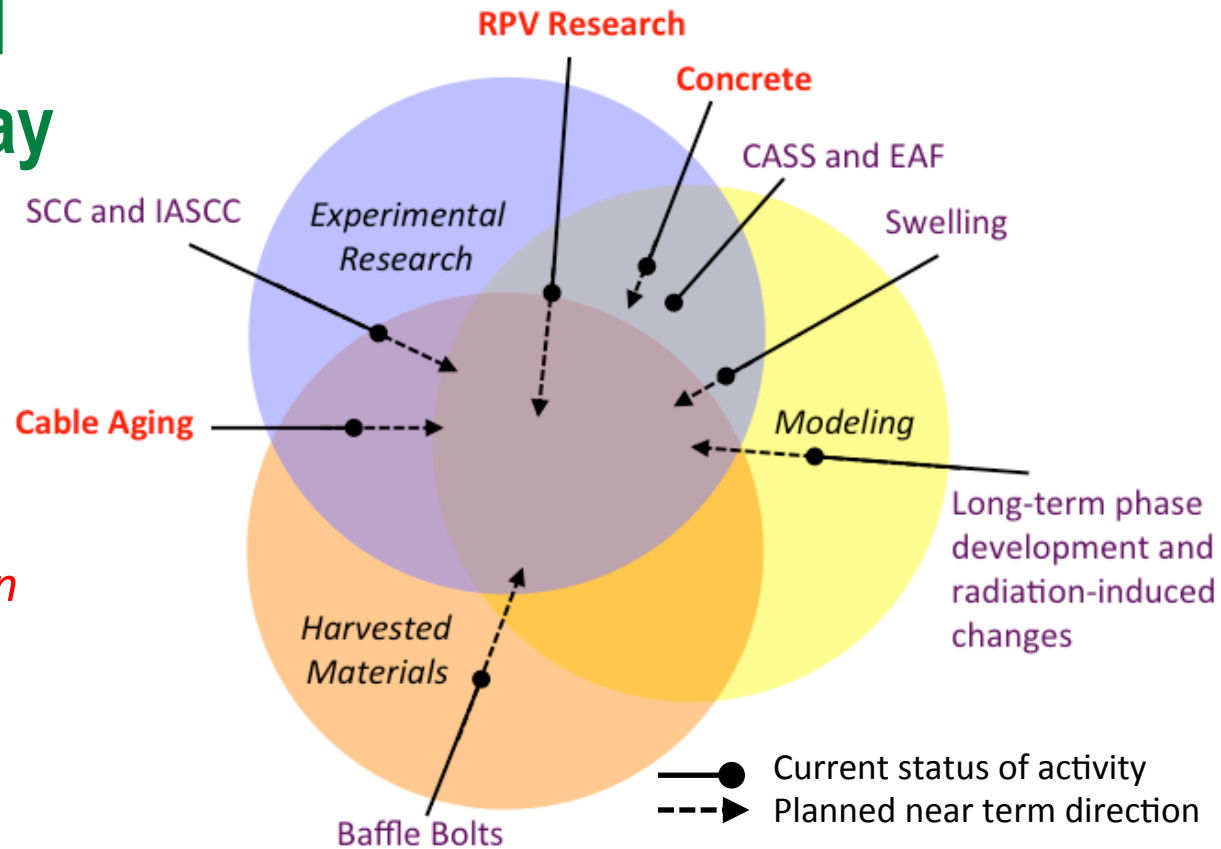 ay
RPV Research
Concrete
CASS and EAF
SCC and IASCC
Experimental
Research
Swelling
Cable Aging
Modeling
Long-term phase
development and
radiation-induced
changes
n
Harvested
Materials
Baffle Bolts
Current status of activity
Planned near term direction